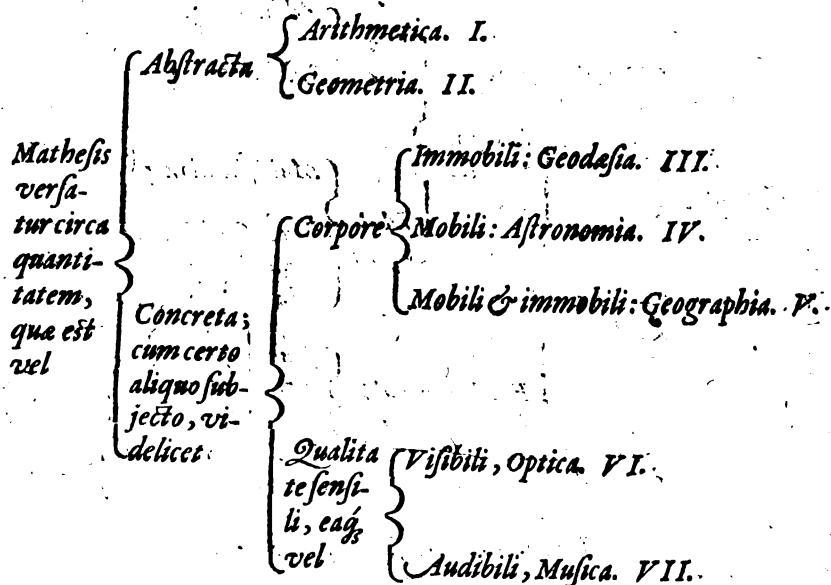 Arithmetica. I.
Abſtracta
Geometria. II.
Matheſis
verſa-
tur circa
quanti-
tatem,
quæ eſt
vel
Immobili: Geodæſia. III.
Corpore
Mobili: Aſtronomia. IV.
Mobili & immobili: Geographia. V.
Concreta;
cum certo
aliquo ſub-
jecto, vi-
delicet
Qualita
te ſenſi-
li, eaq́;
vel
Viſibili, Optica. VI.
Audibili, Muſica. VII.